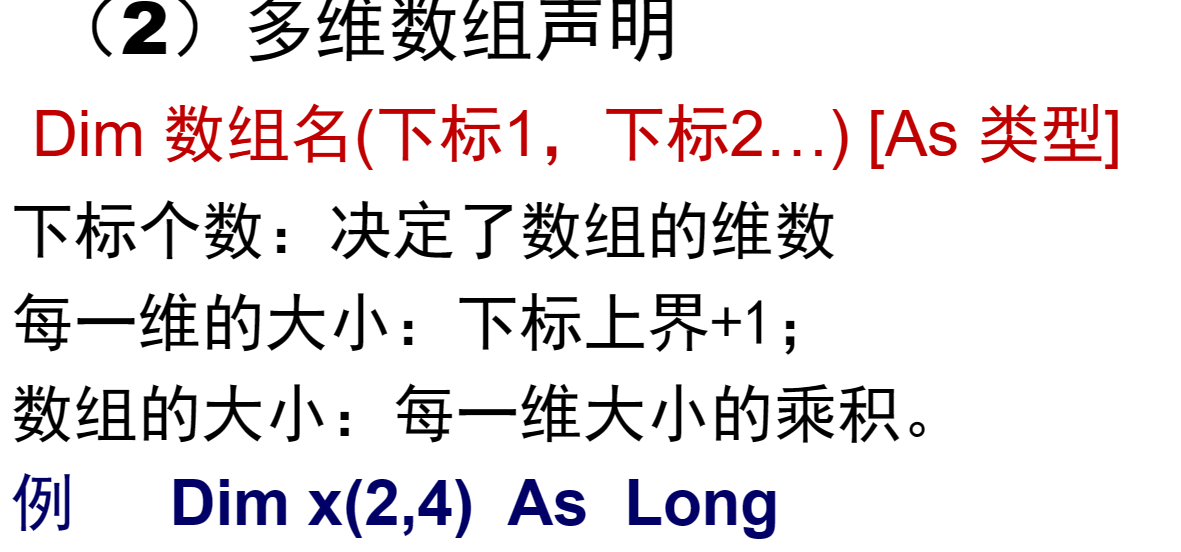 （2）多维数组声明
Dim 数组名(下标1，下标2…) [As 类型]
下标个数：决定了数组的维数
每一维的大小：下标上界+1；
数组的大小：每一维大小的乘积。
例 Dim x(2,4) As Long